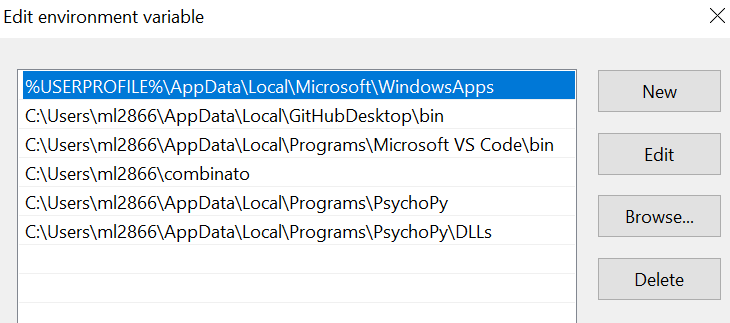 Edit environment variable
%USERPROFILE%\AppData\Local\Microsoft\WindowsApps
New
C:\Users\ml2866\AppData\Local\GitHubDesktop\bin
C:\Users\ml2866\AppData\Local\Programs\Microsoft VS Code\bin
Edit
C:\Users\ml2866\combinato
C:\Users\ml2866\AppData\Local\Programs\PsychoPy
Browse...
C:\Users\ml2866\AppData\Local\Programs\PsychoPy\DLLs
Delete